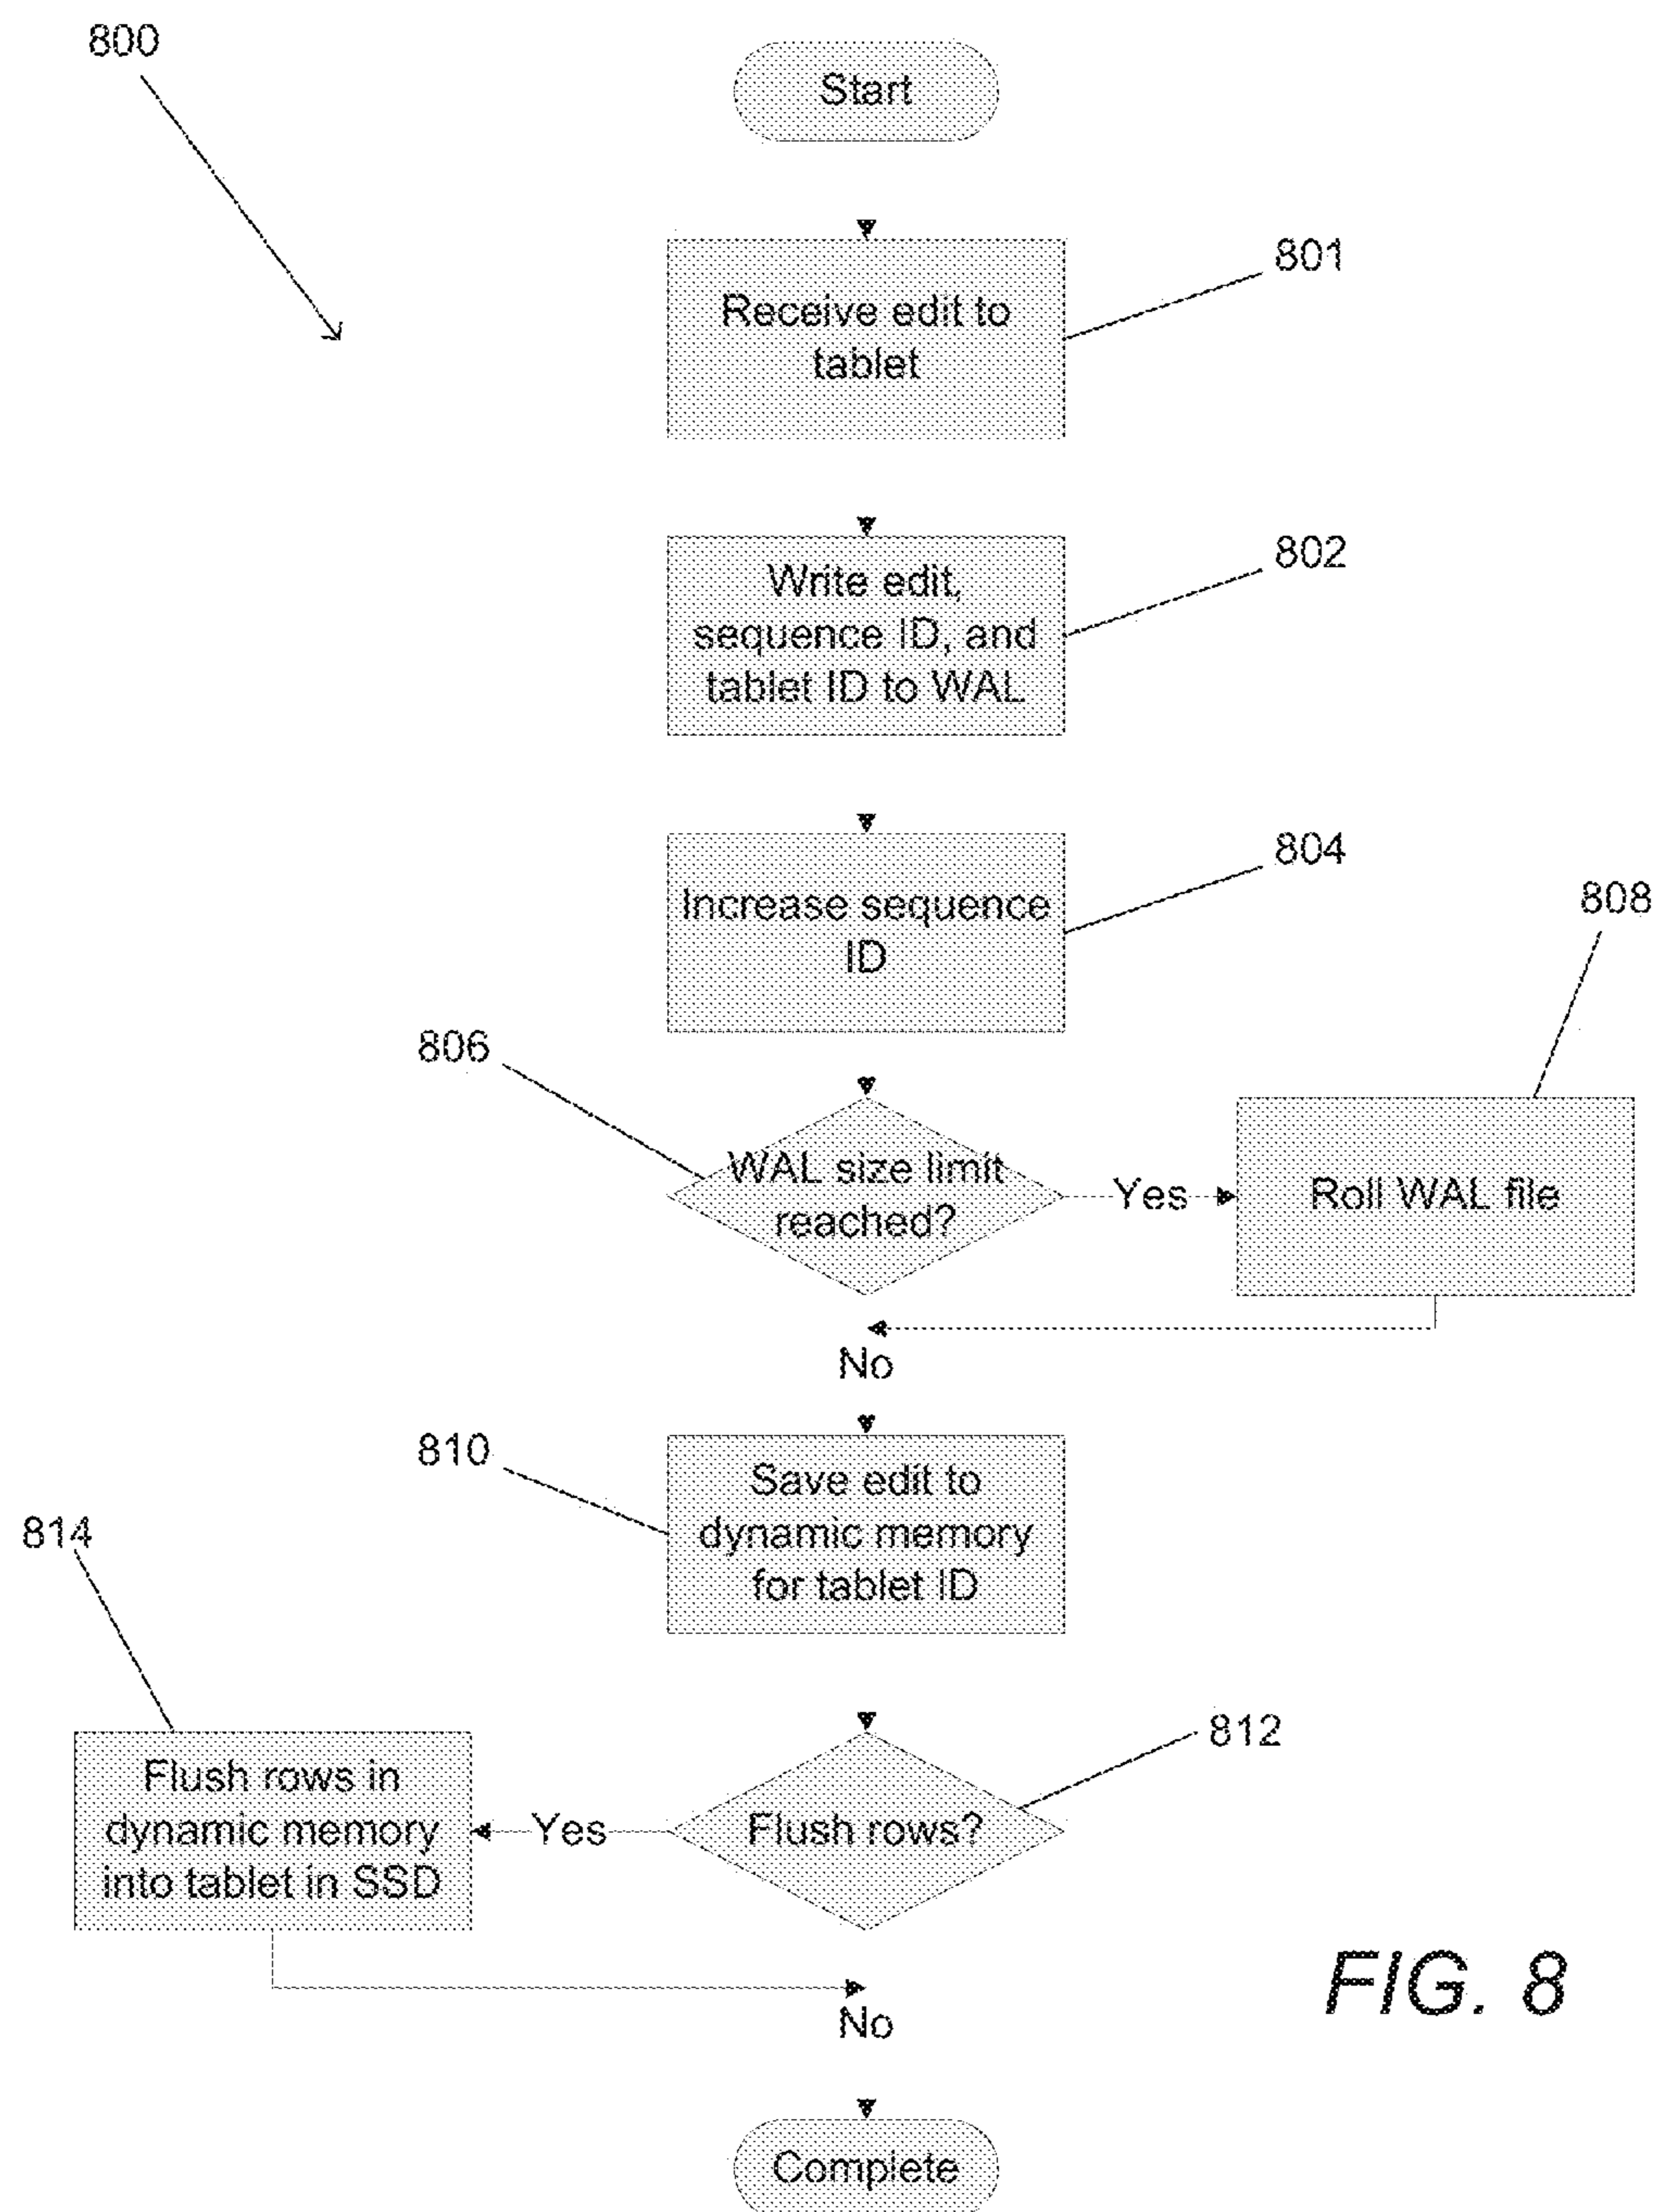 800
Start
801
Receive edit to
tablet
802
Write edit,
sequence ID, and
tablet ID to WAL
804
Increase sequence
ID
808
806
WAL size limit
reached?
Yes
Roll WAL file
No
810
Save edit to
dynamic memory
for tablet ID
814
812
Flush rows in
dynamic memory
into tablet in SSD
Yes
Flush rows?
No
FIG. 8
Complete